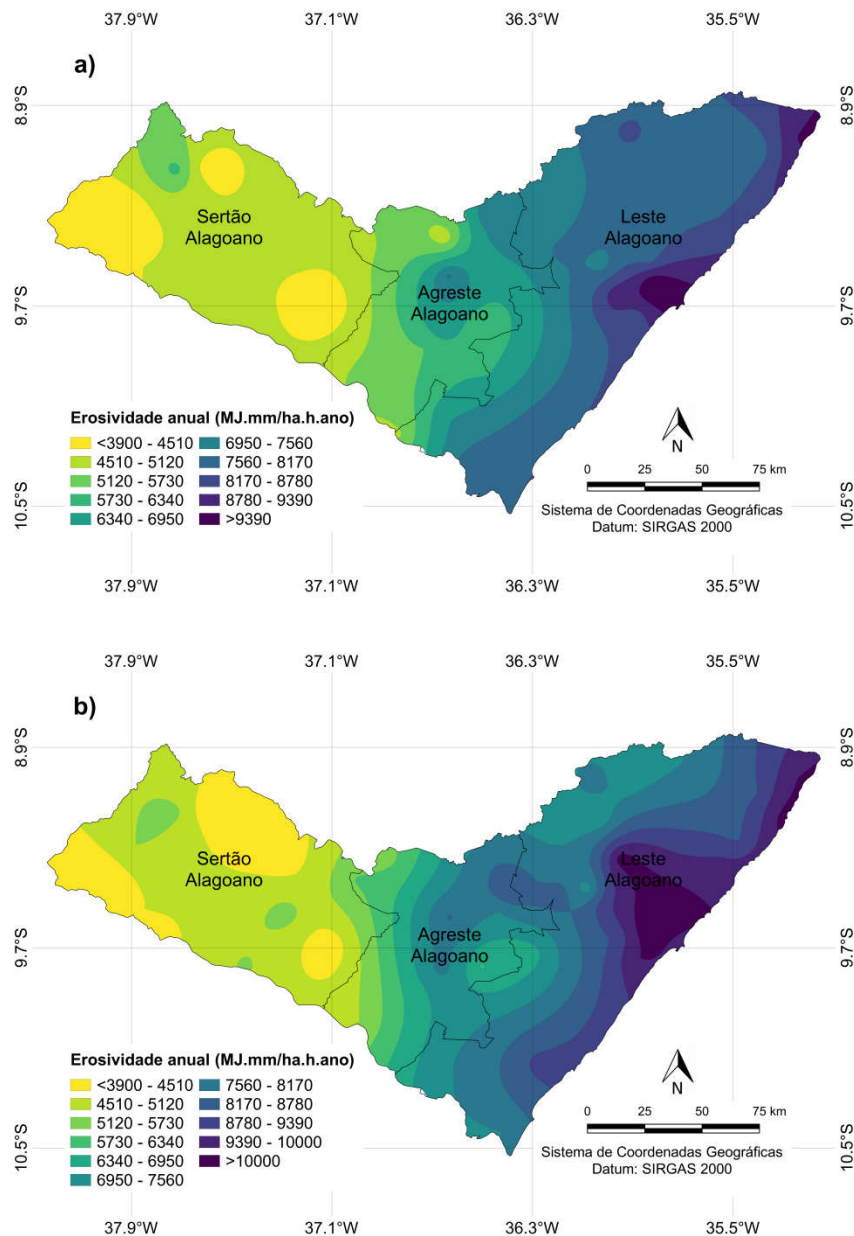 37.9°W 37.1°W 36.3°W 35.5°W
a)
8.9°S 8.9°S
Sertão
Alagoano
Leste
Alagoano
Agreste
Alagoano
9.7°S 9.7°S
Erosividade anual (MJ.mm/ha.h.ano)
<3900 - 4510 6950 - 7560
4510 - 5120 7560 - 8170
5120 - 5730 8170 - 8780
5730 - 6340 8780 - 9390
6340 - 6950 >9390
N
0 25 50 75 km
Sistema de Coordenadas Geográficas
Datum: SIRGAS 2000
10.5°S 10.5°S
37.9°W 37.1°W 36.3°W 35.5°W
37.9°W 37.1°W 36.3°W 35.5°W
b)
8.9°S 8.9°S
Sertão
Alagoano
Leste
Alagoano
Agreste
Alagoano
9.7°S 9.7°S
Erosividade anual (MJ.mm/ha.h.ano)
<3900 - 4510 7560 - 8170
4510 - 5120 8170 - 8780
5120 - 5730 8780 - 9390
5730 - 6340 9390 - 10000
6340 - 6950 >10000
6950 - 7560
N
0 25 50 75 km
Sistema de Coordenadas Geográficas
Datum: SIRGAS 2000
10.5°S 10.5°S
37.9°W 37.1°W 36.3°W 35.5°W